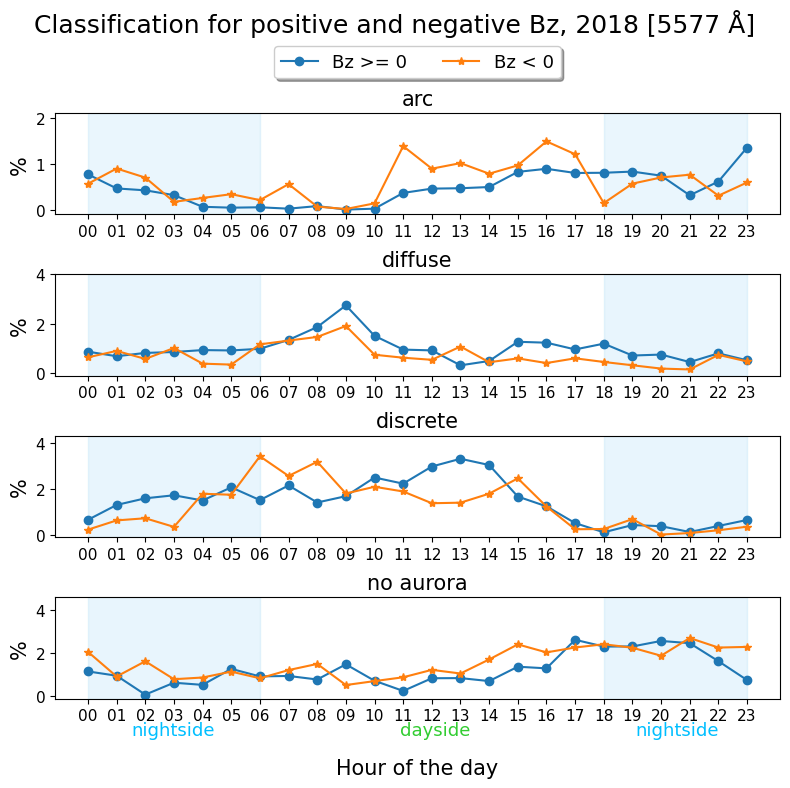 Classification for positive and negative Bz, 2018 [5577 Å]
Bz >= 0 Bz < 0
arc
2
1
0
%
00 01 02 03 04 05 06 07 08 09 10 11 12 13 14 15 16 17 18 19 20 21 22 23
diffuse
4
2
0
%
00 01 02 03 04 05 06 07 08 09 10 11 12 13 14 15 16 17 18 19 20 21 22 23
discrete
4
2
0
%
00 01 02 03 04 05 06 07 08 09 10 11 12 13 14 15 16 17 18 19 20 21 22 23
no aurora
4
2
0
%
00 01 02 03 04 05 06 07 08 09 10 11 12 13 14 15 16 17 18 19 20 21 22 23
nightside dayside nightside
Hour of the day